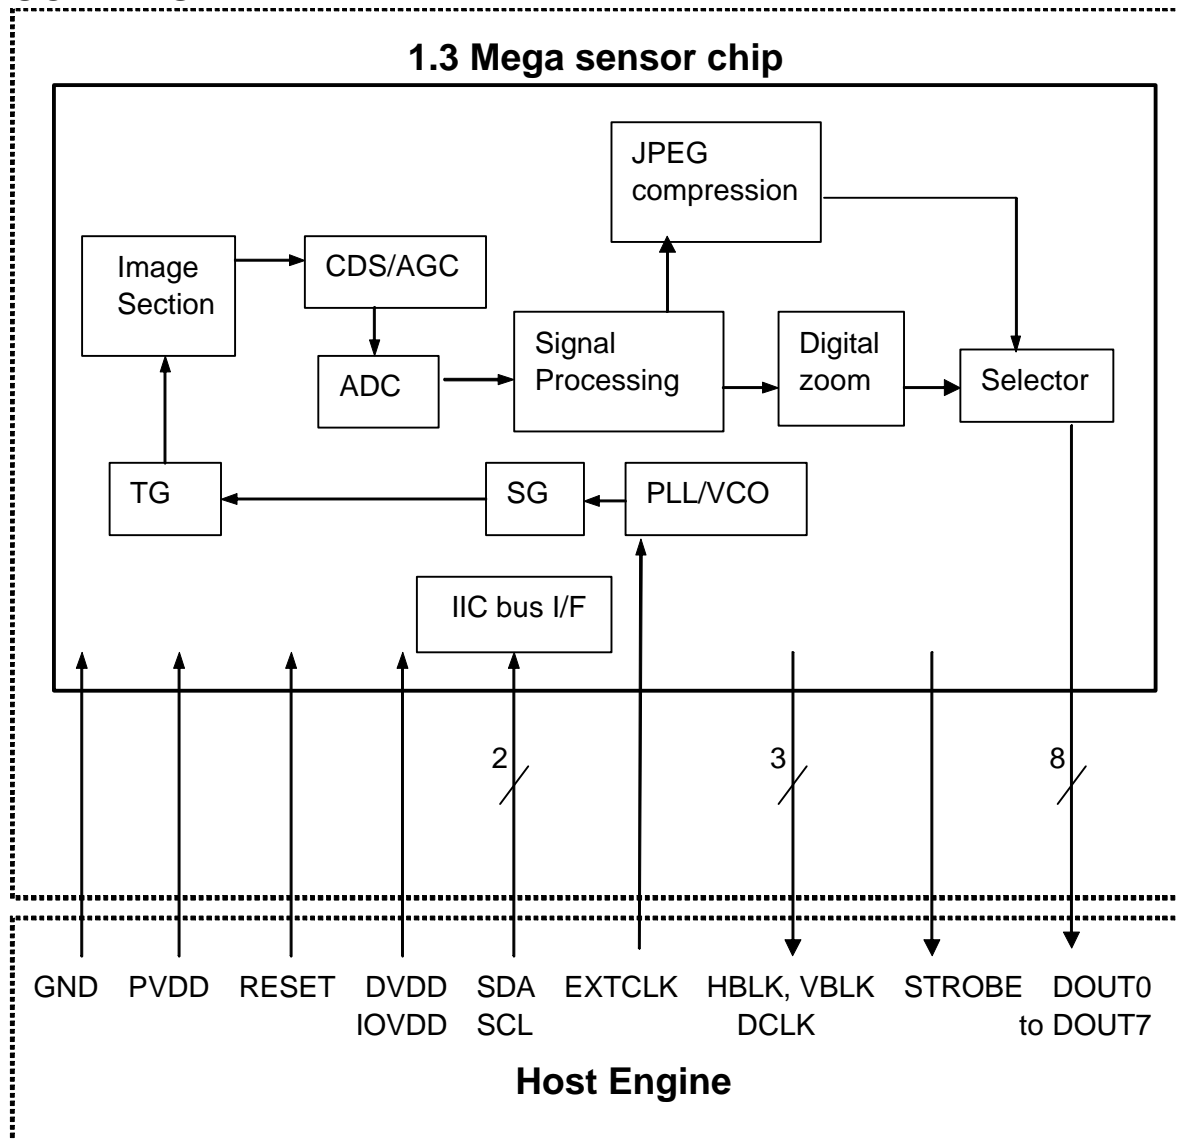 1.3 Mega sensor chip
JPEG
compression
Image
Section
CDS/AGC
ADC
Signal
Processing
Digital
zoom
Selector
TG
SG
PLL/VCO
IIC bus I/F
2
3
8
GND PVDD RESET DVDD SDA EXTCLK HBLK, VBLK STROBE DOUT0
IOVDD SCL DCLK to DOUT7
Host Engine